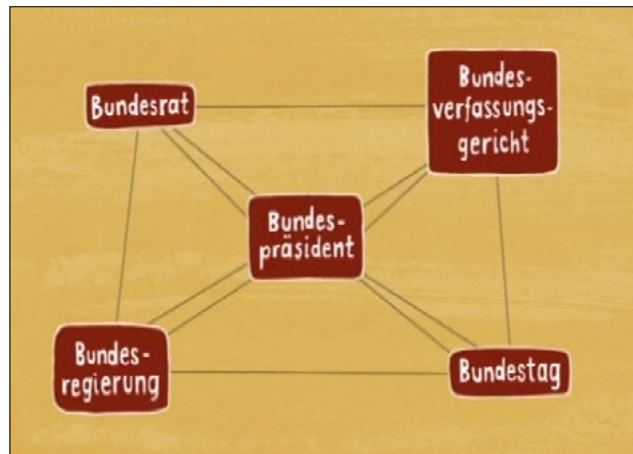 Bundesrat
Bundes-
verfassungs-
gericht
Bundes-
präsident
Bundes-
regierung
Bundestag